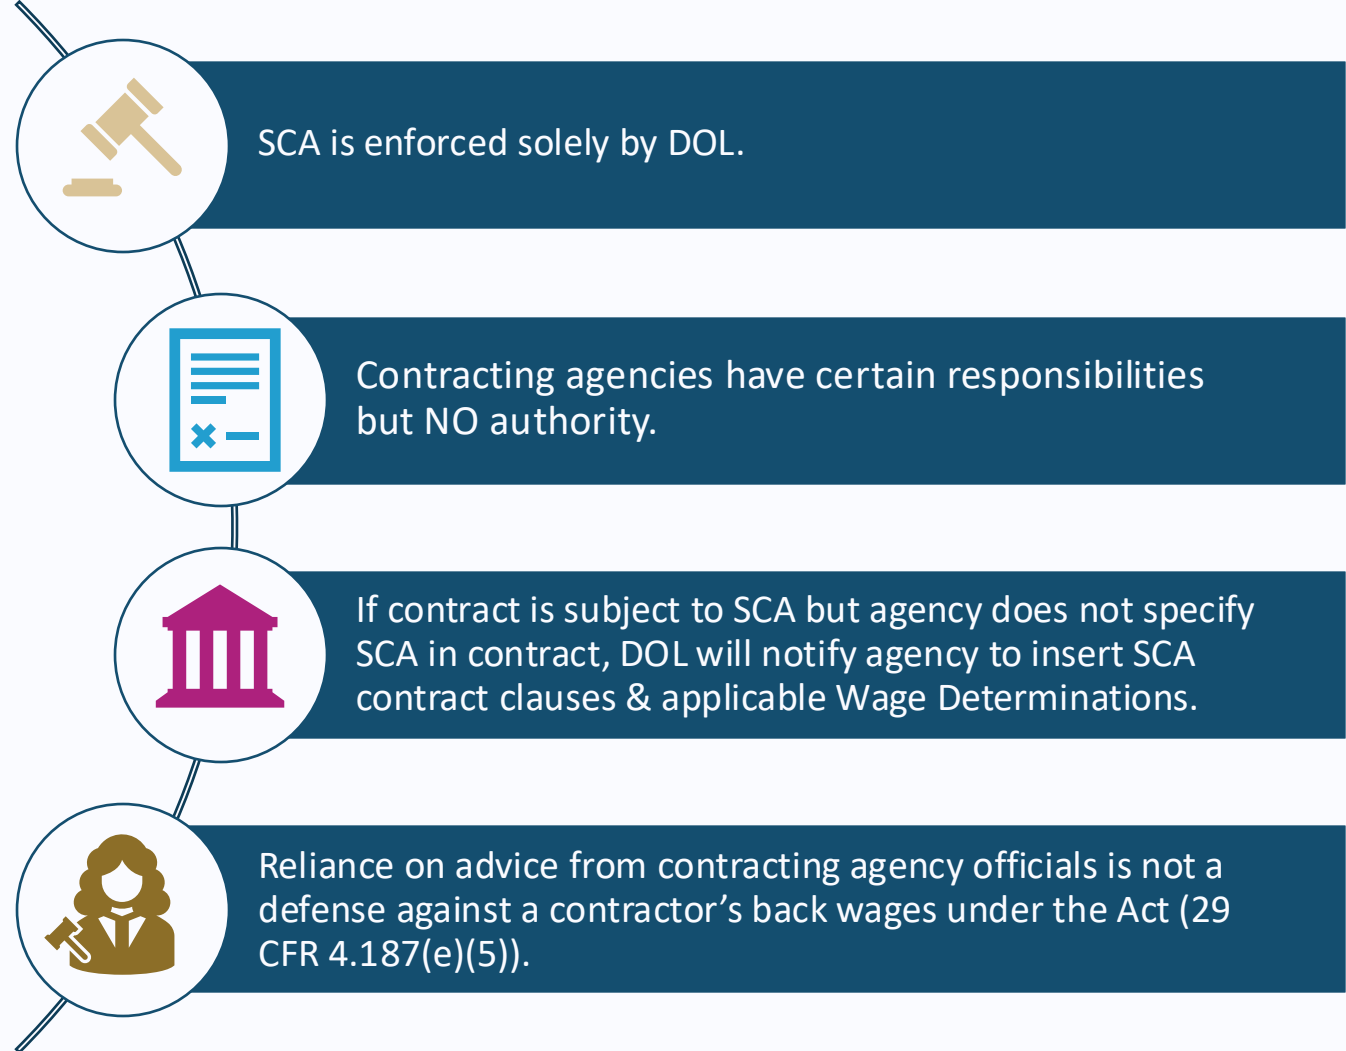 SCA is enforced solely by DOL.
Contracting agencies have certain responsibilities
but NO authority.
If contract is subject to SCA but agency does not specify
SCA in contract, DOL will notify agency to insert SCA
contract clauses & applicable Wage Determinations.
Reliance on advice from contracting agency officials is not a
defense against a contractor’s back wages under the Act (29
CFR 4.187(e)(5)).